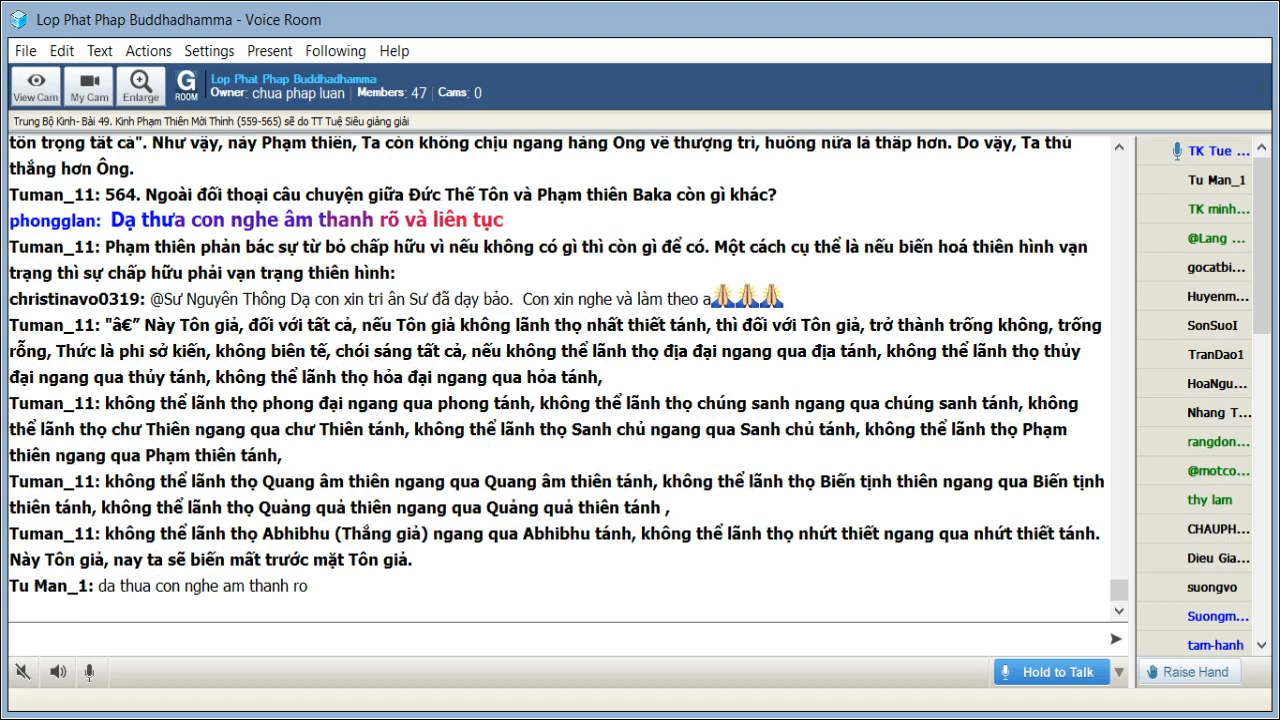 Lop Phat Phap Buddhadhamma - Voice Room
File Edit Text Actions Settings Present Following Help
View Cam My Cam Enlarge G ROOM
Lop Phat Phap Buddhadhamma
Owner: chua phap luan | Members: 47 | Cams: 0
Trung Bộ Kinh- Bài 49. Kinh Phạm Thiên Mời Thỉnh (559-565) sẽ do TT Tuệ Siêu giảng giải
tôn trọng tất cả". Như vậy, này Phạm thiên, Ta còn không chịu ngang hàng Ông về thượng trí, huống nữa là thấp hơn. Do vậy, Ta thù
thắng hơn Ông.
Tuman_11: 564. Ngoài đối thoại câu chuyện giữa Đức Thế Tôn và Phạm thiên Baka còn gì khác?
phongglan: Dạ thưa con nghe âm thanh rõ và liên tục
Tuman_11: Phạm thiên phản bác sự từ bỏ chấp hữu vì nếu không có gì thì còn gì để có. Một cách cụ thể là nếu biến hoá thiên hình vạn
trạng thì sự chấp hữu phải vạn trạng thiên hình:
christinavo0319: @Sư Nguyên Thông Dạ con xin tri ân Sư đã dạy bảo. Con xin nghe và làm theo a🙏🙏🙏
Tuman_11: "â€” Này Tôn giả, đối với tất cả, nếu Tôn giả không lãnh thọ nhất thiết tánh, thì đối với Tôn giả, trở thành trống không, trống
rỗng, Thức là phi sở kiến, không biên tế, chói sáng tất cả, nếu không thể lãnh thọ địa đại ngang qua địa tánh, không thể lãnh thọ thủy
đại ngang qua thủy tánh, không thể lãnh thọ hỏa đại ngang qua hỏa tánh,
Tuman_11: không thể lãnh thọ phong đại ngang qua phong tánh, không thể lãnh thọ chúng sanh ngang qua chúng sanh tánh, không
thể lãnh thọ chư Thiên ngang qua chư Thiên tánh, không thể lãnh thọ Sanh chủ ngang qua Sanh chủ tánh, không thể lãnh thọ Phạm
thiên ngang qua Phạm thiên tánh,
Tuman_11: không thể lãnh thọ Quang âm thiên ngang qua Quang âm thiên tánh, không thể lãnh thọ Biến tịnh thiên ngang qua Biến tịnh
thiên tánh, không thể lãnh thọ Quảng quả thiên ngang qua Quảng quả thiên tánh ,
Tuman_11: không thể lãnh thọ Abhibhu (Thắng giả) ngang qua Abhibhu tánh, không thể lãnh thọ nhứt thiết ngang qua nhứt thiết tánh.
Này Tôn giả, nay ta sẽ biến mất trước mặt Tôn giả.
Tu Man_1: da thua con nghe am thanh ro
TK Tue ...
Tu Man_1
TK minh...
@Lang ...
gocatbi...
Huyenm...
SonSuoI
TranDao1
HoaNgu...
Nhang T...
rangdon...
@motco...
thy lam
CHAUPH...
Dieu Gia...
suongvo
Suongm...
tam-hanh
Hold to Talk
Raise Hand